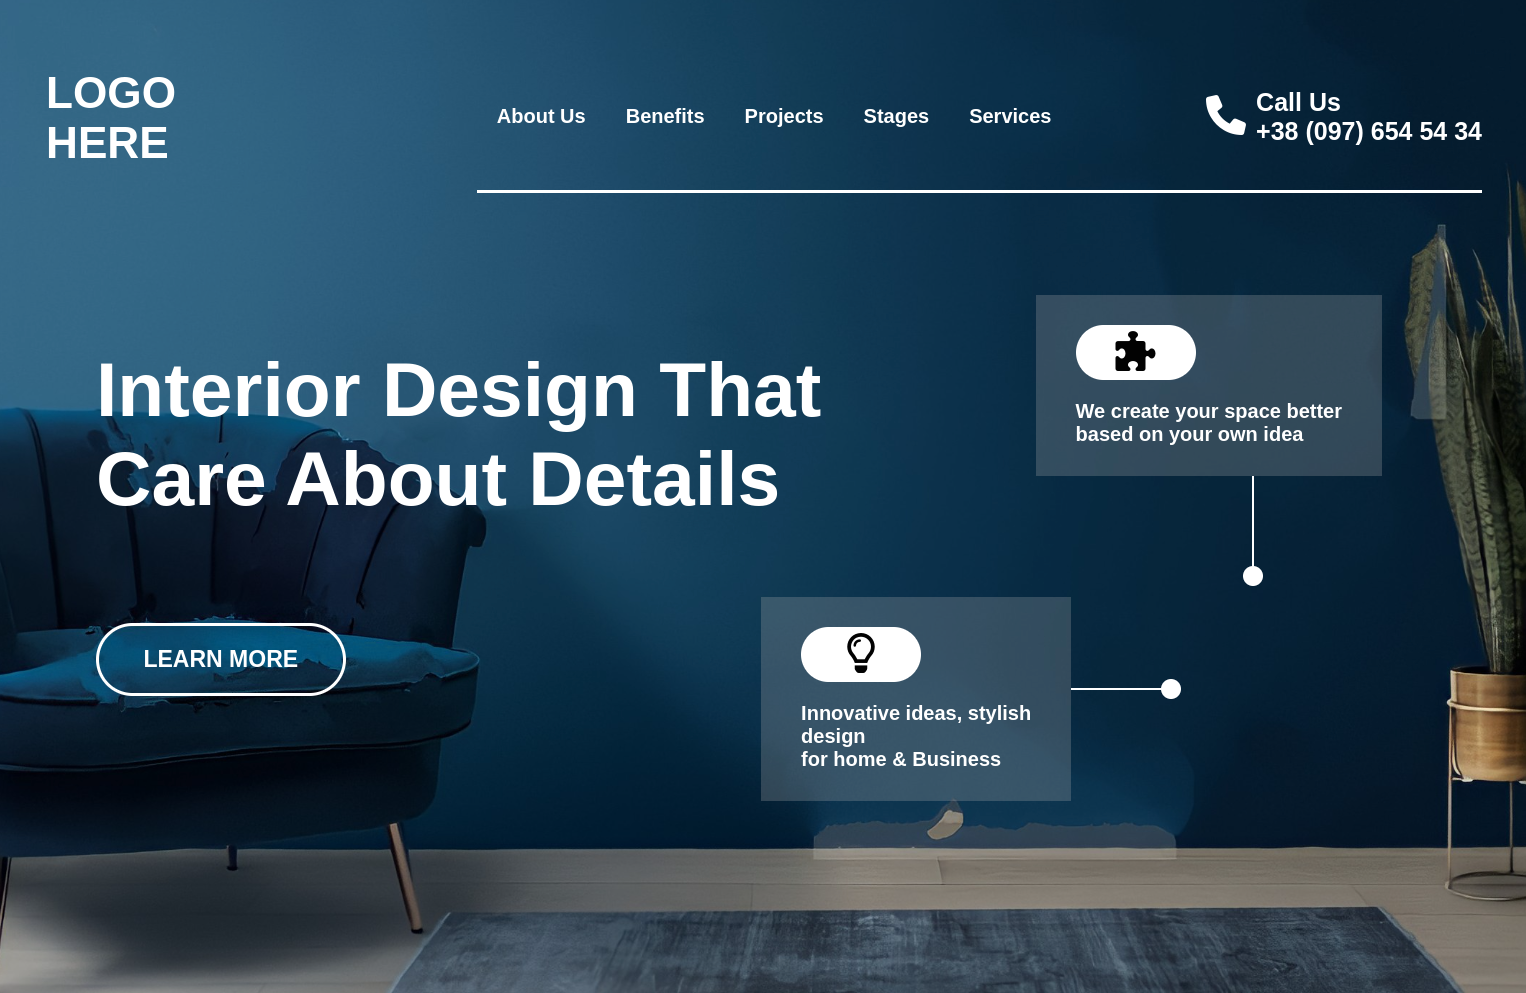 LOGO
HERE
About Us
Benefits
Projects
Stages
Services
Call Us
+38 (097) 654 54 34
Interior Design That
Care About Details
LEARN MORE
We create your space better
based on your own idea
Innovative ideas, stylish
design
for home & Business